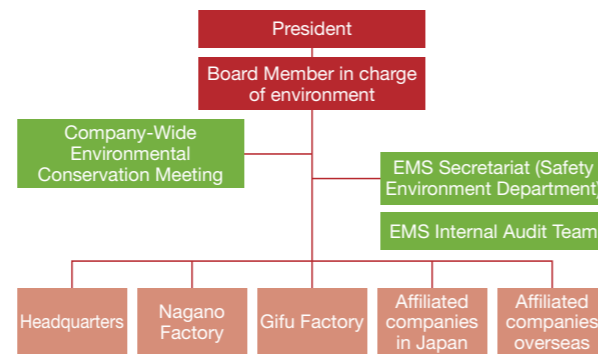 President
Board Member in charge
of environment
Company-Wide
Environmental
Conservation Meeting
EMS Secretariat (Safety
Environment Department)
EMS Internal Audit Team
Headquarters
Nagano
Factory
Gifu Factory
Affiliated
companies
in Japan
Affiliated
companies
overseas